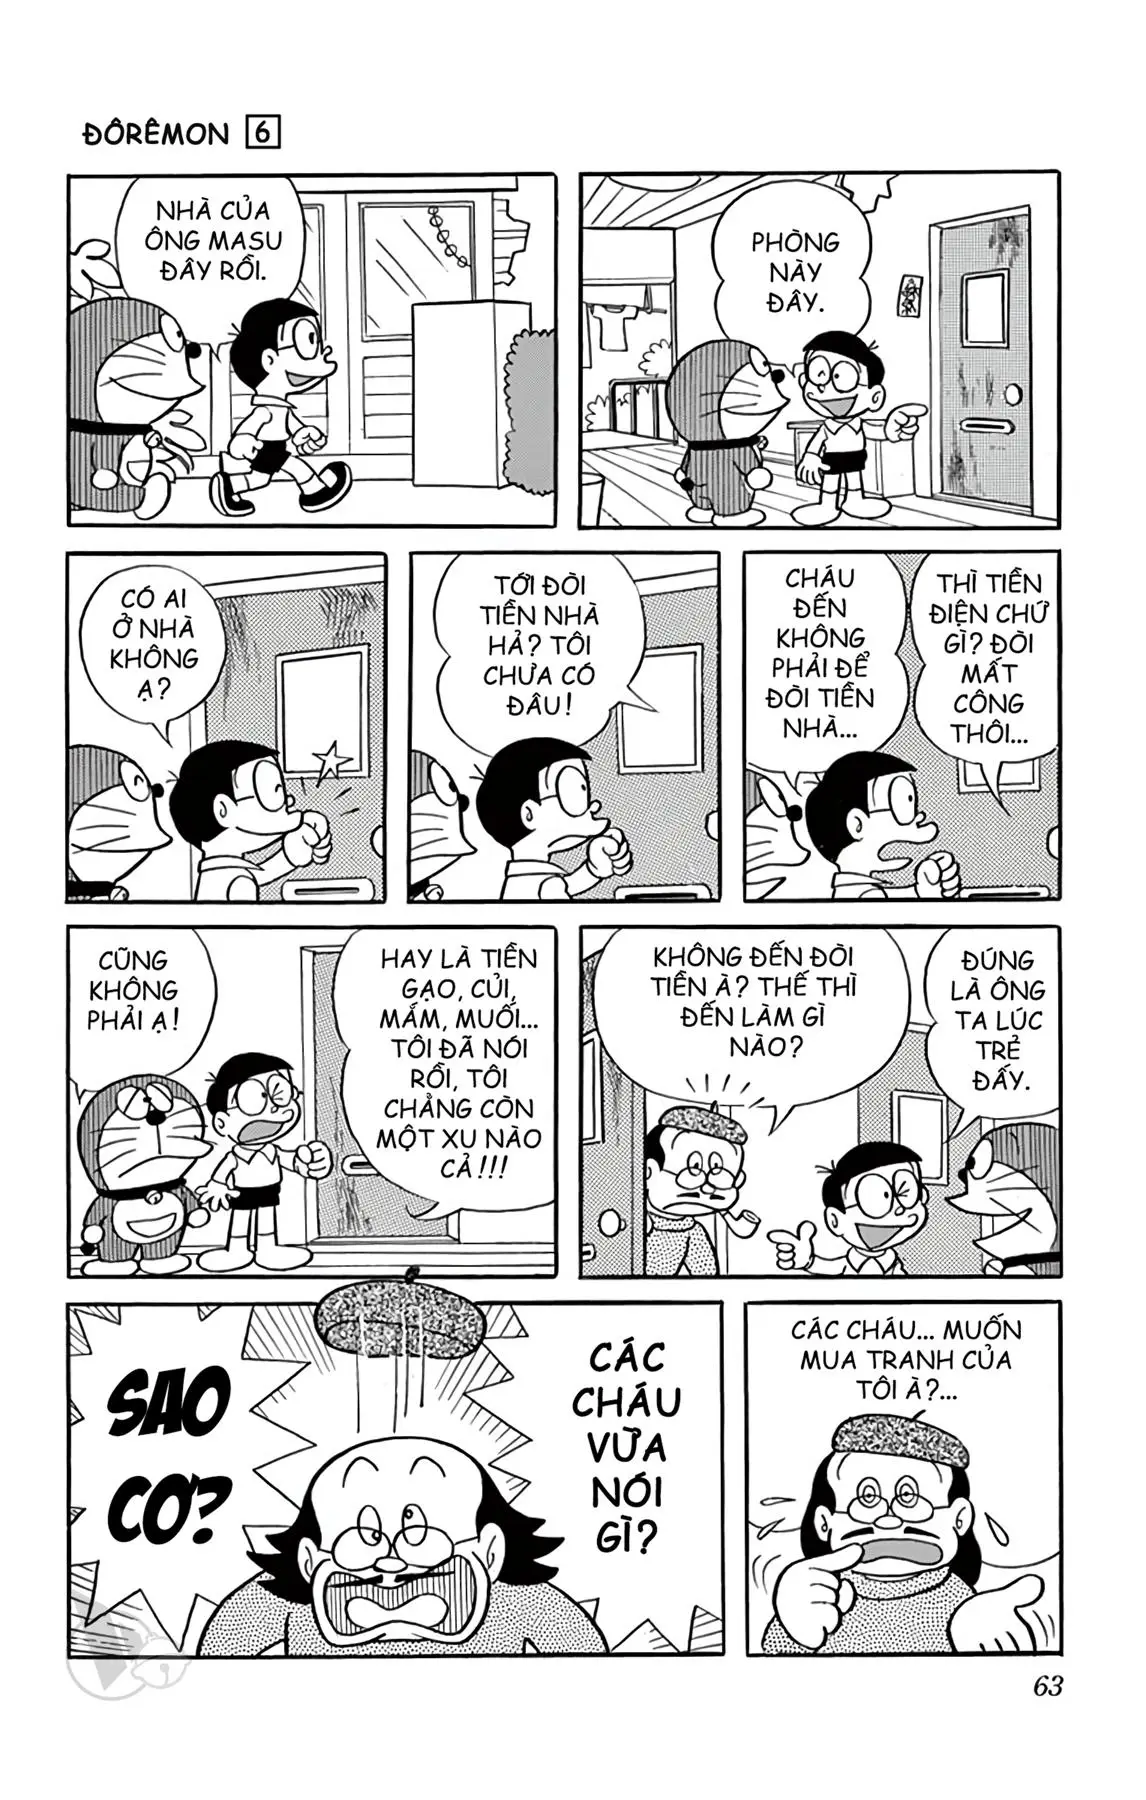 ĐÔRÊMON 6
NHÀ CỦA
ÔNG MASU
ĐÂY RỒI.
PHÒNG
NÀY
ĐÂY.
CÓ AI
Ở NHÀ
KHÔNG
Ạ?
TỚI ĐÒI
TIỀN NHÀ
HẢ? TÔI
CHƯA CÓ
ĐÂU!
CHÁU
ĐẾN
KHÔNG
PHẢI ĐỂ
ĐÒI TIỀN
NHÀ...
THÌ TIỀN
ĐIỆN CHỨ
GÌ? ĐÒI
MẤT
CÔNG
THÔI...
CŨNG
KHÔNG
PHẢI Ạ!
HAY LÀ TIỀN
GẠO, CỦI,
MẮM, MUỐI...
TÔI ĐÃ NÓI
RỒI, TÔI
CHẲNG CÒN
MỘT XU NÀO
CẢ!!!
KHÔNG ĐẾN ĐÒI
TIỀN À? THẾ THÌ
ĐẾN LÀM GÌ
NÀO?
ĐÚNG
LÀ ÔNG
TA LÚC
TRẺ
ĐẤY.
SAO
CƠ?
CÁC
CHÁU
VỪA
NÓI
GÌ?
CÁC CHÁU... MUỐN
MUA TRANH CỦA
TÔI À?...
63